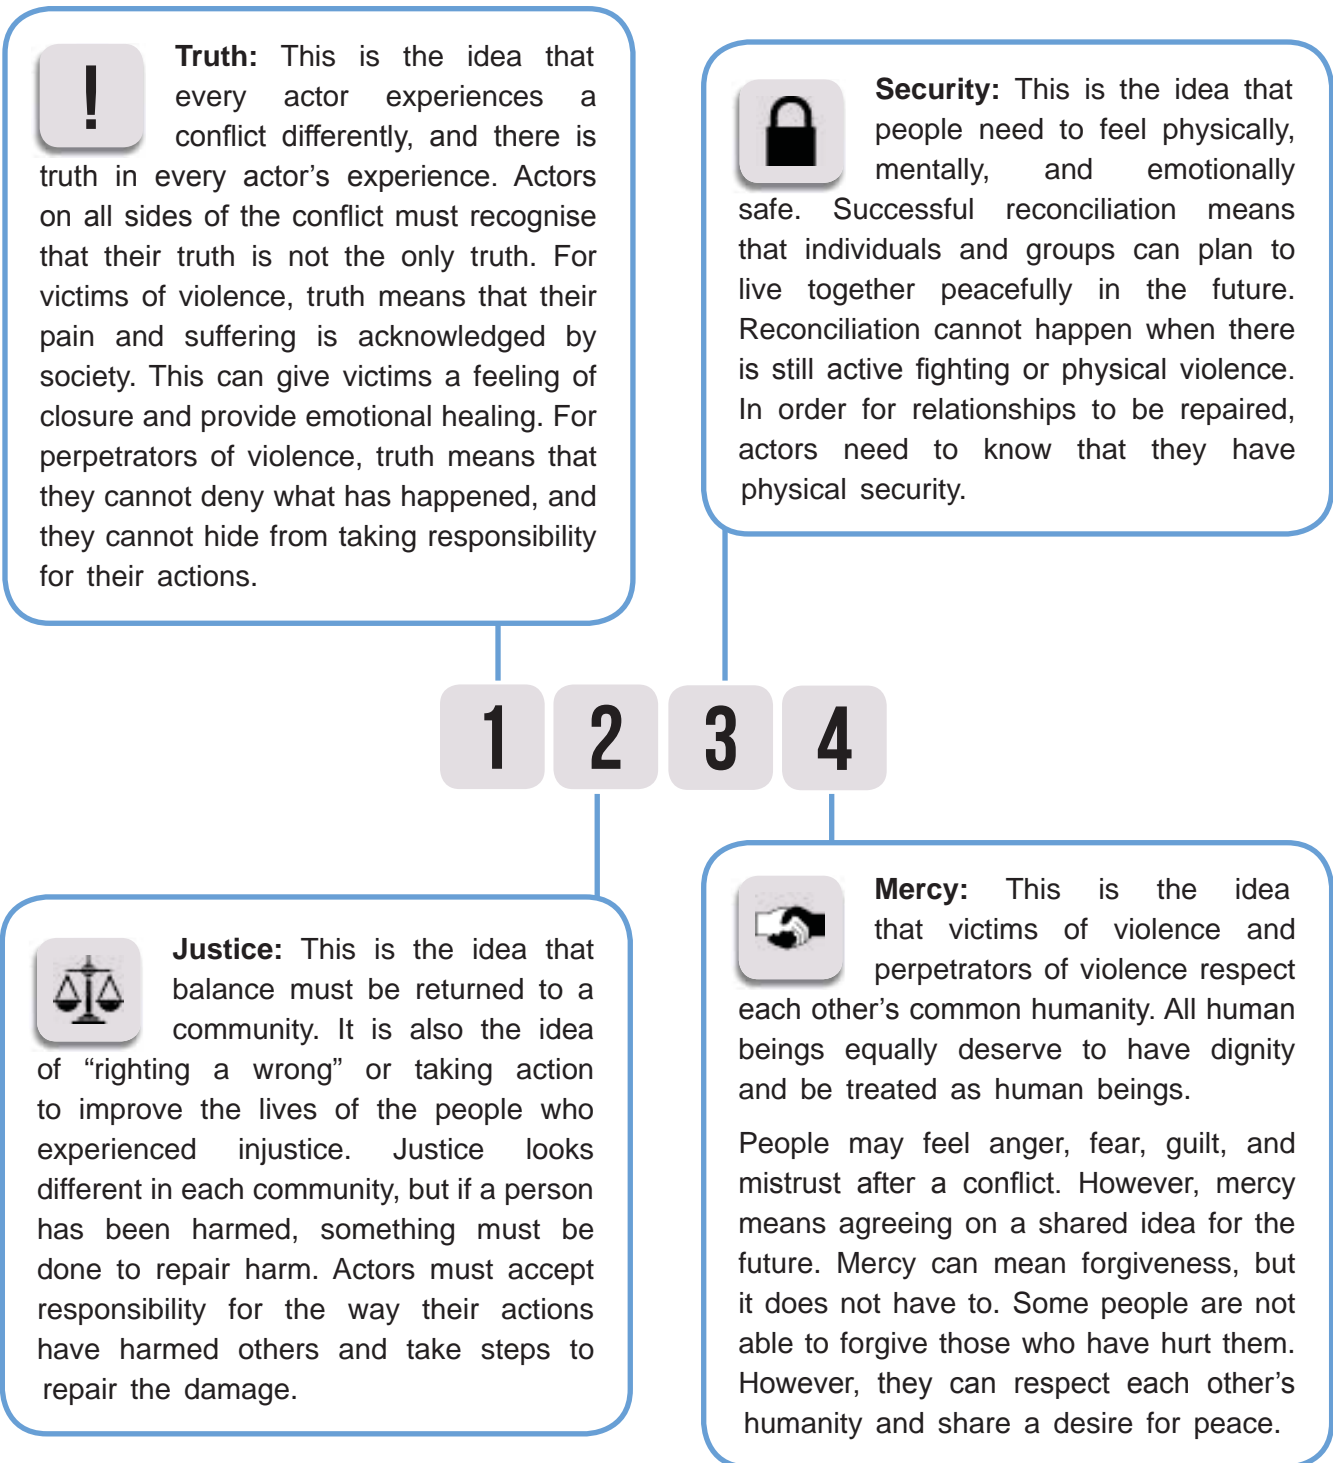 !
Truth: This is the idea that
every actor experiences a
conflict differently, and there is
truth in every actor’s experience. Actors
on all sides of the conflict must recognise
that their truth is not the only truth. For
victims of violence, truth means that their
pain and suffering is acknowledged by
society. This can give victims a feeling of
closure and provide emotional healing. For
perpetrators of violence, truth means that
they cannot deny what has happened, and
they cannot hide from taking responsibility
for their actions.
Security: This is the idea that
people need to feel physically,
mentally, and emotionally
safe. Successful reconciliation means
that individuals and groups can plan to
live together peacefully in the future.
Reconciliation cannot happen when there
is still active fighting or physical violence.
In order for relationships to be repaired,
actors need to know that they have
physical security.
1 2 3 4
Justice: This is the idea that
balance must be returned to a
community. It is also the idea
of “righting a wrong” or taking action
to improve the lives of the people who
experienced injustice. Justice looks
different in each community, but if a person
has been harmed, something must be
done to repair harm. Actors must accept
responsibility for the way their actions
have harmed others and take steps to
repair the damage.
Mercy: This is the idea
that victims of violence and
perpetrators of violence respect
each other’s common humanity. All human
beings equally deserve to have dignity
and be treated as human beings.
People may feel anger, fear, guilt, and
mistrust after a conflict. However, mercy
means agreeing on a shared idea for the
future. Mercy can mean forgiveness, but
it does not have to. Some people are not
able to forgive those who have hurt them.
However, they can respect each other’s
humanity and share a desire for peace.